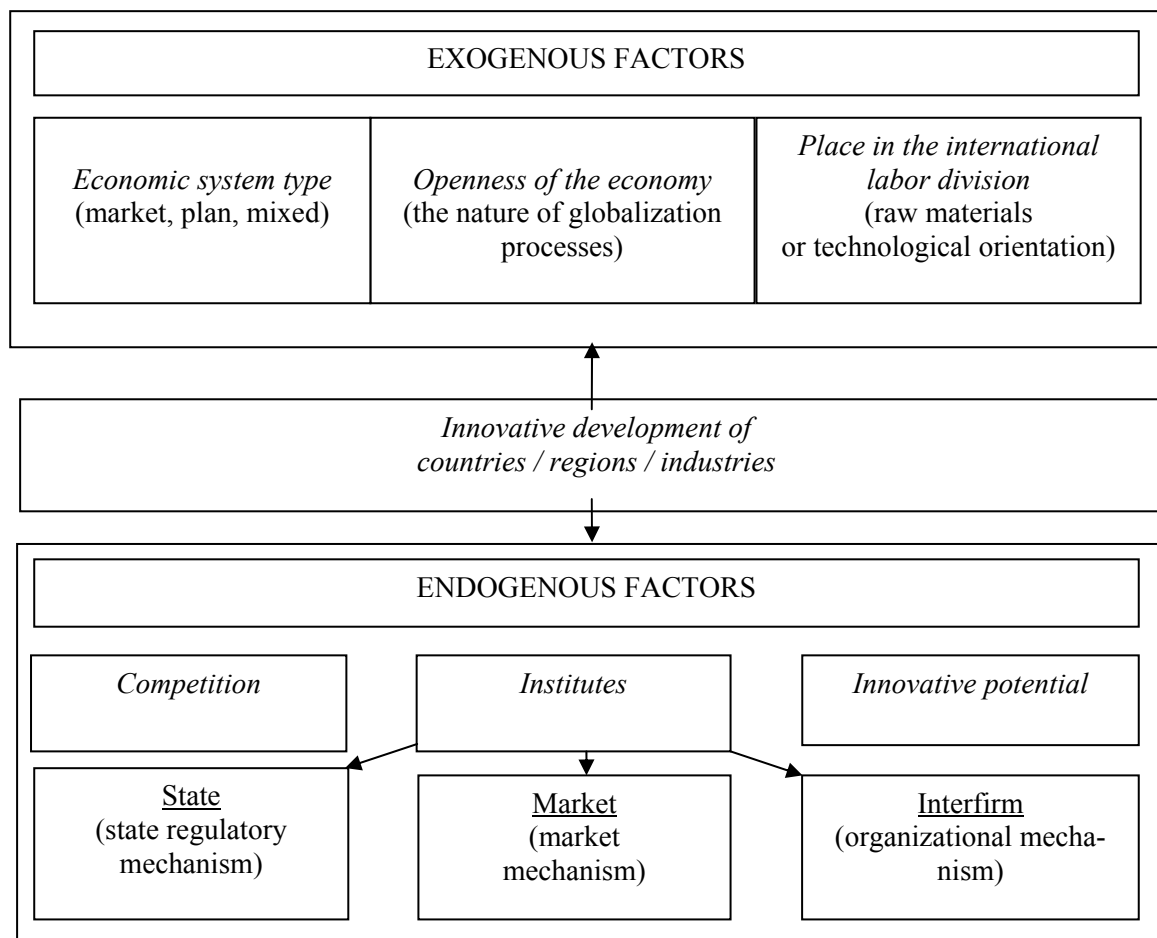 EXOGENOUS FACTORS
Economic system type
(market, plan, mixed)
Openness of the economy
(the nature of globalization
processes)
Place in the international
labor division
(raw materials
or technological orientation)
Innovative development of
countries / regions / industries
ENDOGENOUS FACTORS
Competition
Institutes
Innovative potential
State
(state regulatory
mechanism)
Market
(market
mechanism)
Interfirm
(organizational mecha-
nism)